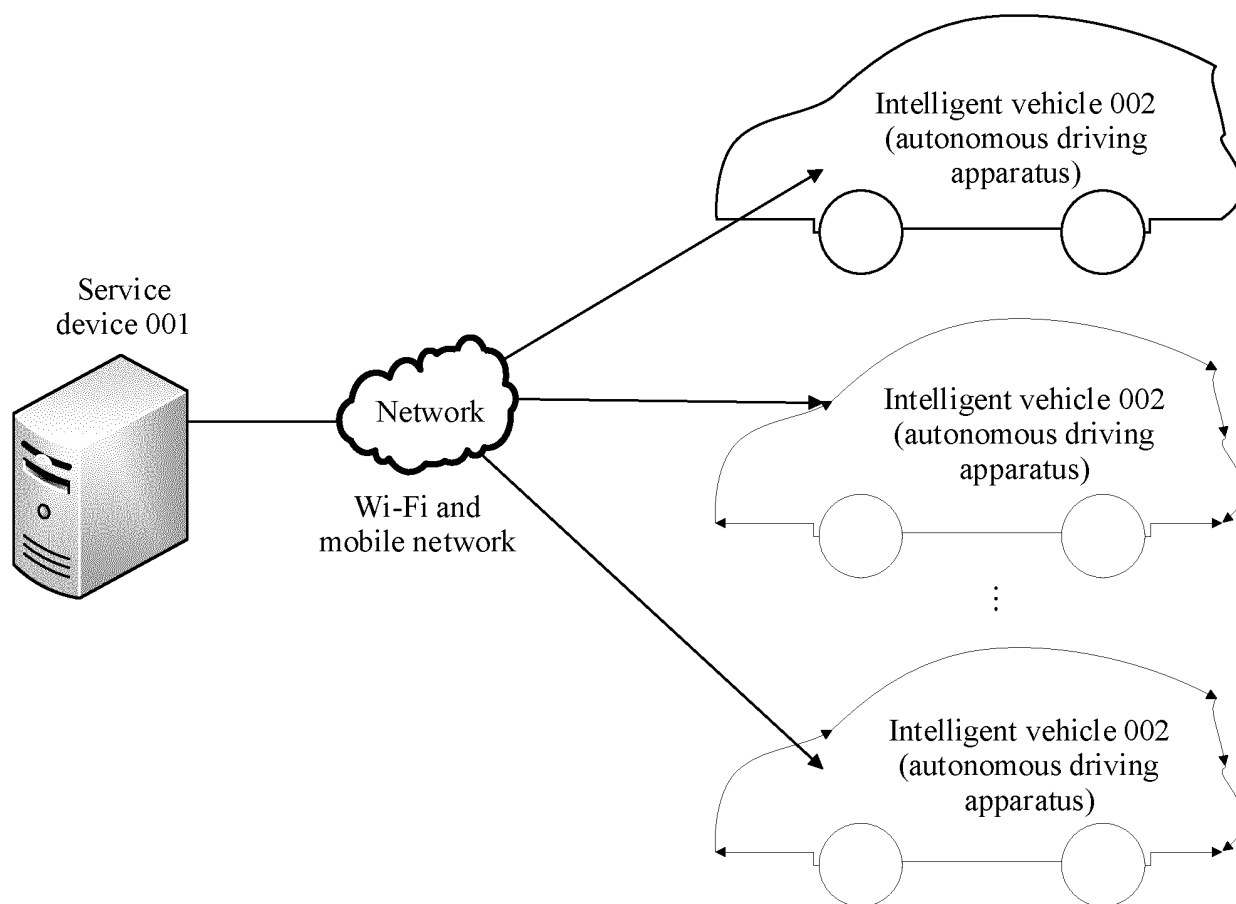 Intelligent vehicle 002
(autonomous driving
apparatus)
Service
device 001
Network
Wi-Fi and
mobile network
Intelligent vehicle 002
(autonomous driving
apparatus)
⋮
Intelligent vehicle 002
(autonomous driving
apparatus)